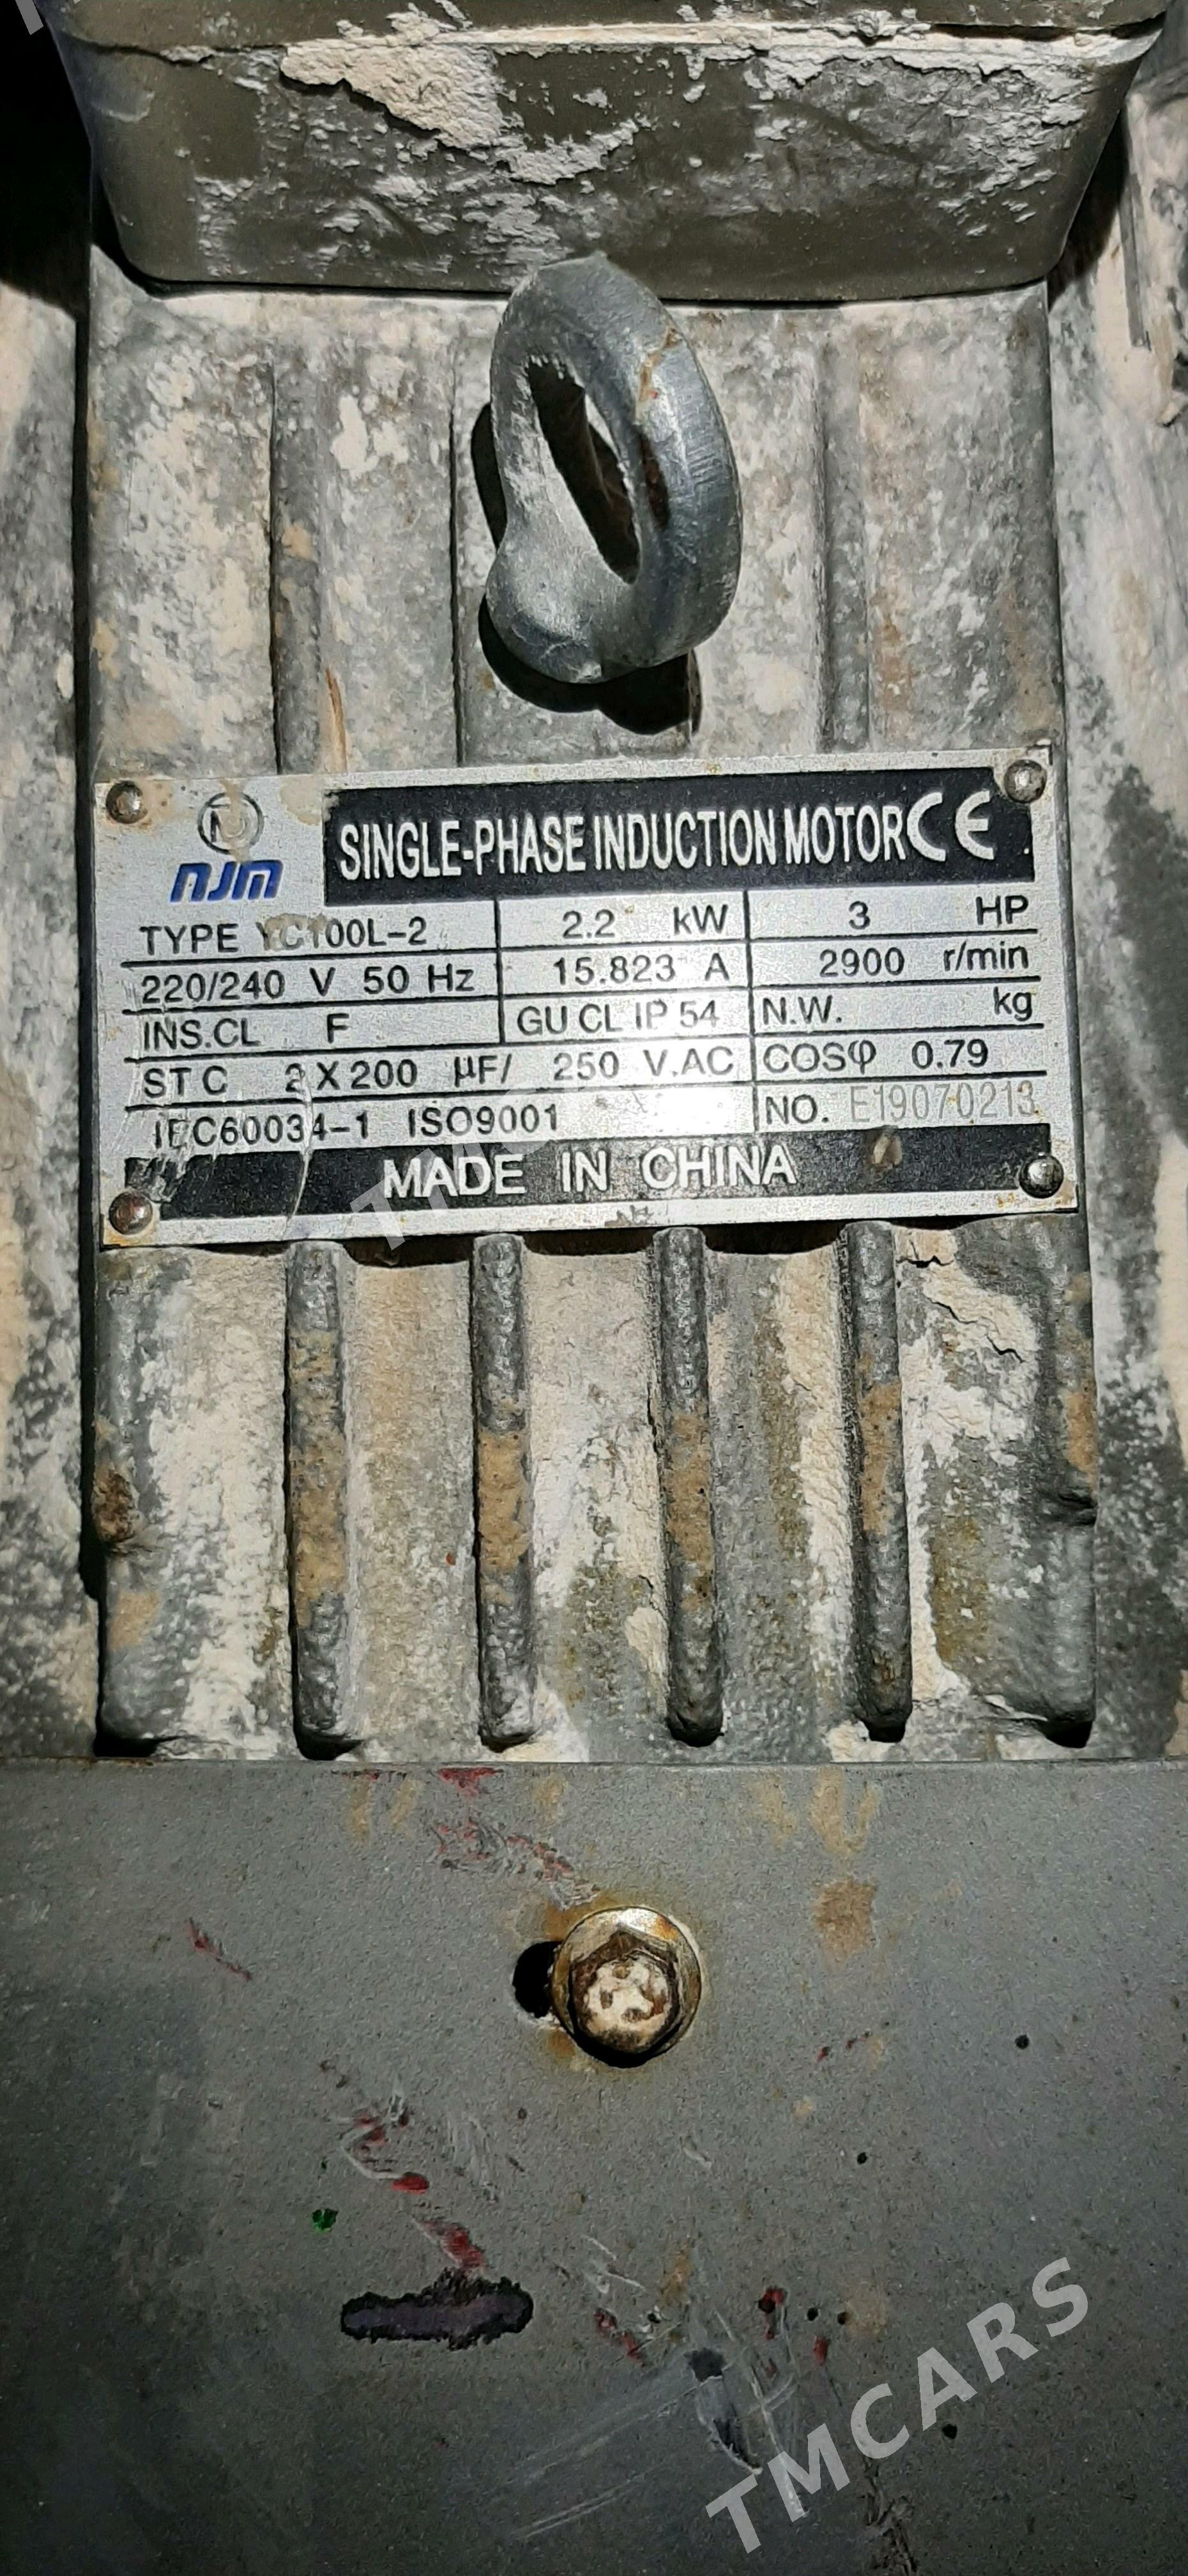 SINGLE-PHASE INDUCTION MOTOR CE
NJM
TYPE YC100L-2 2.2 kW 3 HP
220/240 V 50 Hz 15.823 A 2900 r/min
INS.CL F GU CL IP 54 N.W. kg
ST C 2 X 200 μF/ 250 V.AC COSφ 0.79
IEC60034-1 ISO9001 NO. E19070213
MADE IN CHINA
TMCARS